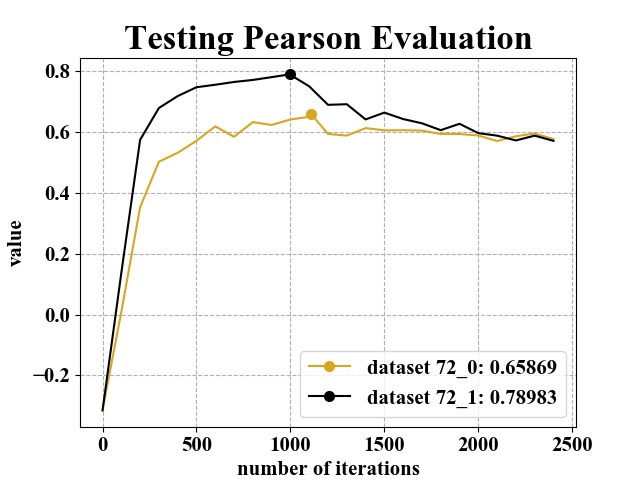 Testing Pearson Evaluation
value
0.8
0.6
0.4
0.2
0.0
−0.2
dataset 72_0: 0.65869
dataset 72_1: 0.78983
0 500 1000 1500 2000 2500
number of iterations